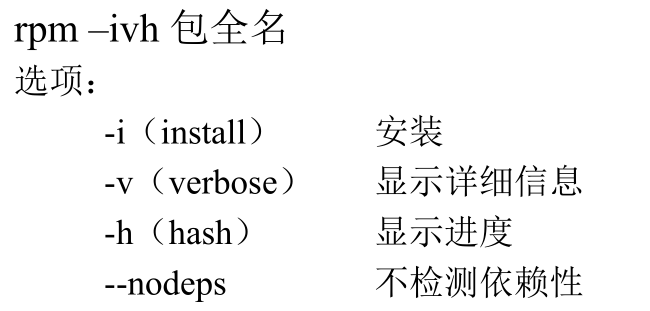 rpm –ivh 包全名
选项：
-i（install） 安装
-v（verbose） 显示详细信息
-h（hash） 显示进度
--nodeps 不检测依赖性